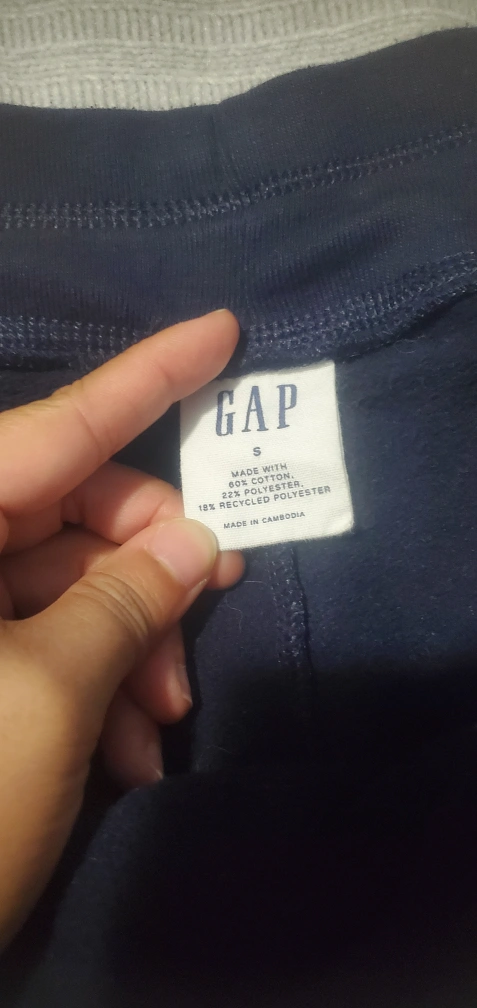 GAP
S
MADE WITH
60% COTTON,
22% POLYESTER,
18% RECYCLED POLYESTER
MADE IN CAMBODIA